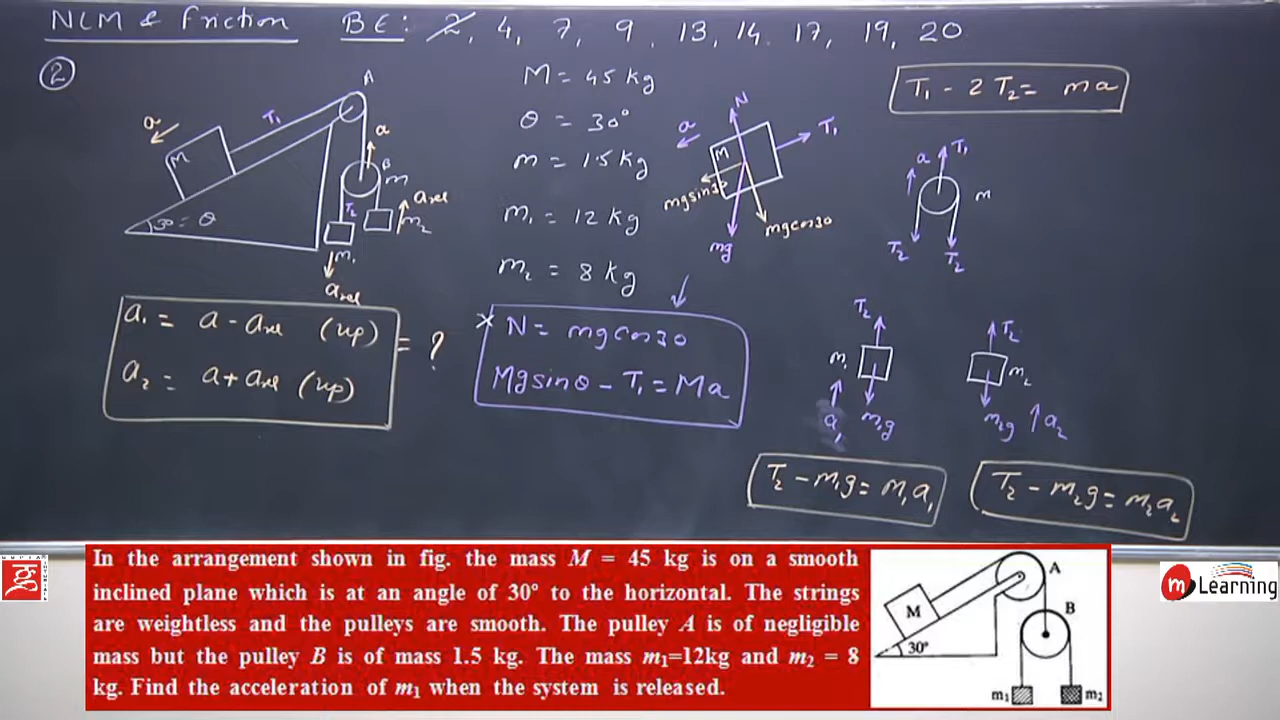 NLM & Friction BE: 2, 4, 7, 9, 13, 14, 17, 19, 20
2
A
a
T1
M
a
B
m
arel
T2
m2
30° = θ
m1
arel
M = 45 kg
θ = 30°
m = 1.5 kg
m1 = 12 kg
m2 = 8 kg
N
a
T1
M
mgsin30
mgcos30
mg
T1 - 2T2 = ma
T1
a
m
T2
T2
a1 = a - arel (up)
a2 = a + arel (up)
= ?
N = mgcos30
Mgsinθ - T1 = Ma
T2
m1
a1
m1g
T2
m2
m2g
a2
T2 - m1g = m1a1
T2 - m2g = m2a2
In the arrangement shown in fig. the mass M = 45 kg is on a smooth
inclined plane which is at an angle of 30° to the horizontal. The strings
are weightless and the pulleys are smooth. The pulley A is of negligible
mass but the pulley B is of mass 1.5 kg. The mass m1=12kg and m2 = 8
kg. Find the acceleration of m1 when the system is released.
A
B
M
30°
m1
m2
m Learning